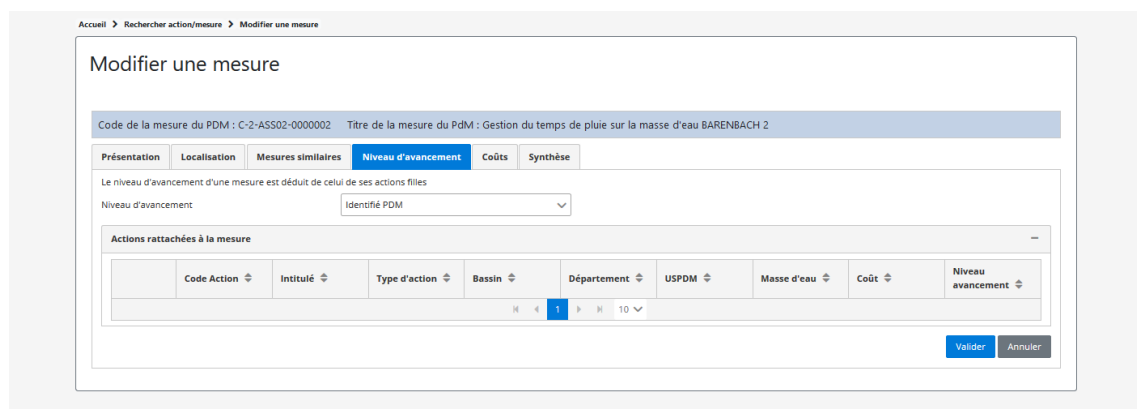 Accueil > Rechercher action/mesure > Modifier une mesure
Modifier une mesure
Code de la mesure du PDM : C-2-ASS02-0000002 Titre de la mesure du PdM : Gestion du temps de pluie sur la masse d'eau BARENBACH 2
Présentation Localisation Mesures similaires Niveau d'avancement Coûts Synthèse
Le niveau d'avancement d'une mesure est déduit de celui de ses actions filles
Niveau d'avancement Identifié PDM
Actions rattachées à la mesure
Code Action Intitulé Type d'action Bassin Département USPDM Masse d'eau Coût Niveau avancement
1 10
Valider Annuler